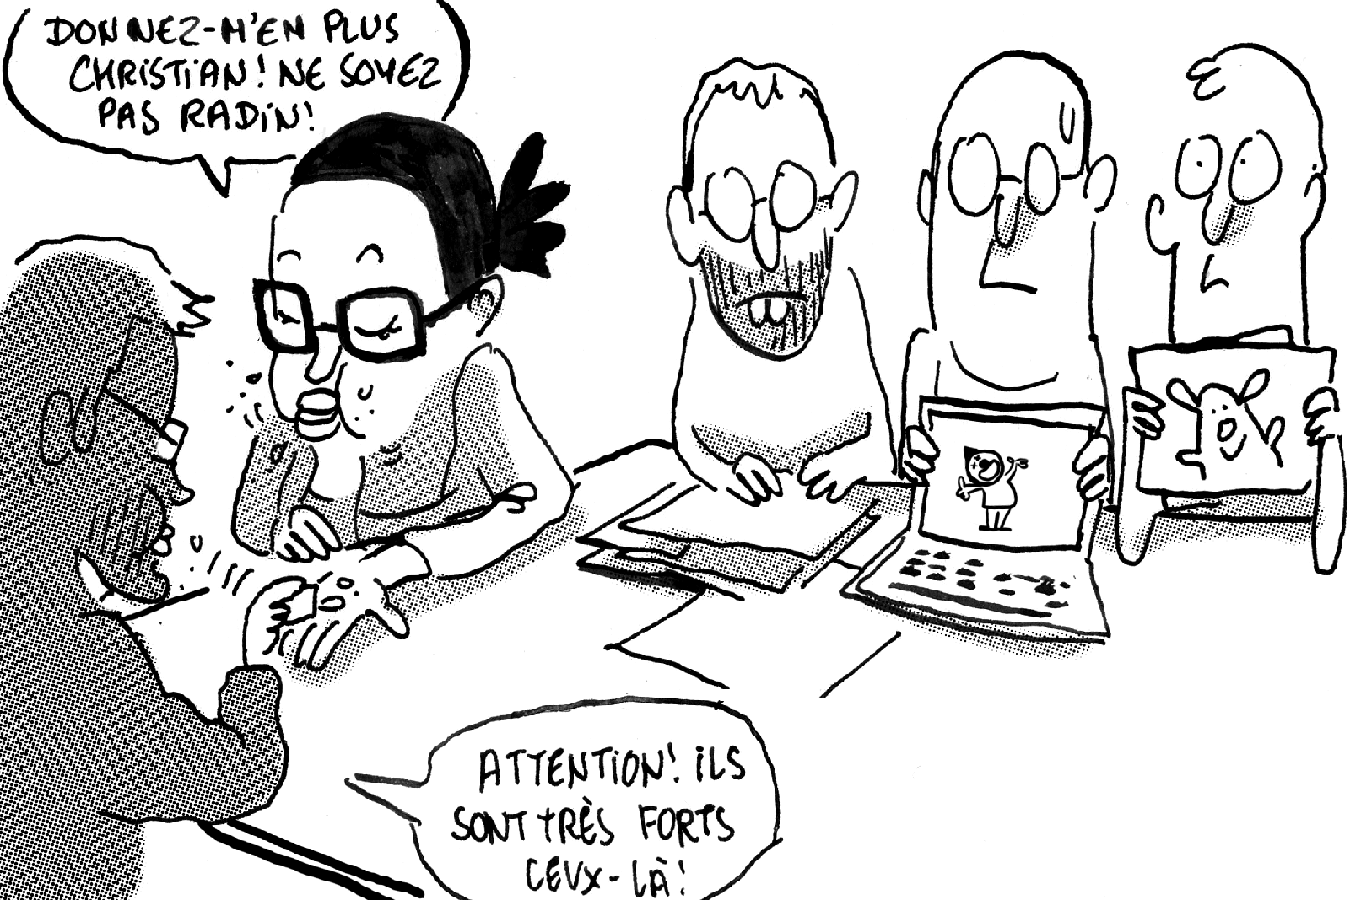 DONNEZ-M'EN PLUS
CHRISTIAN! NE SOYEZ
PAS RADIN!
ATTENTION! ILS
SONT TRÈS FORTS
CEUX-LÀ!